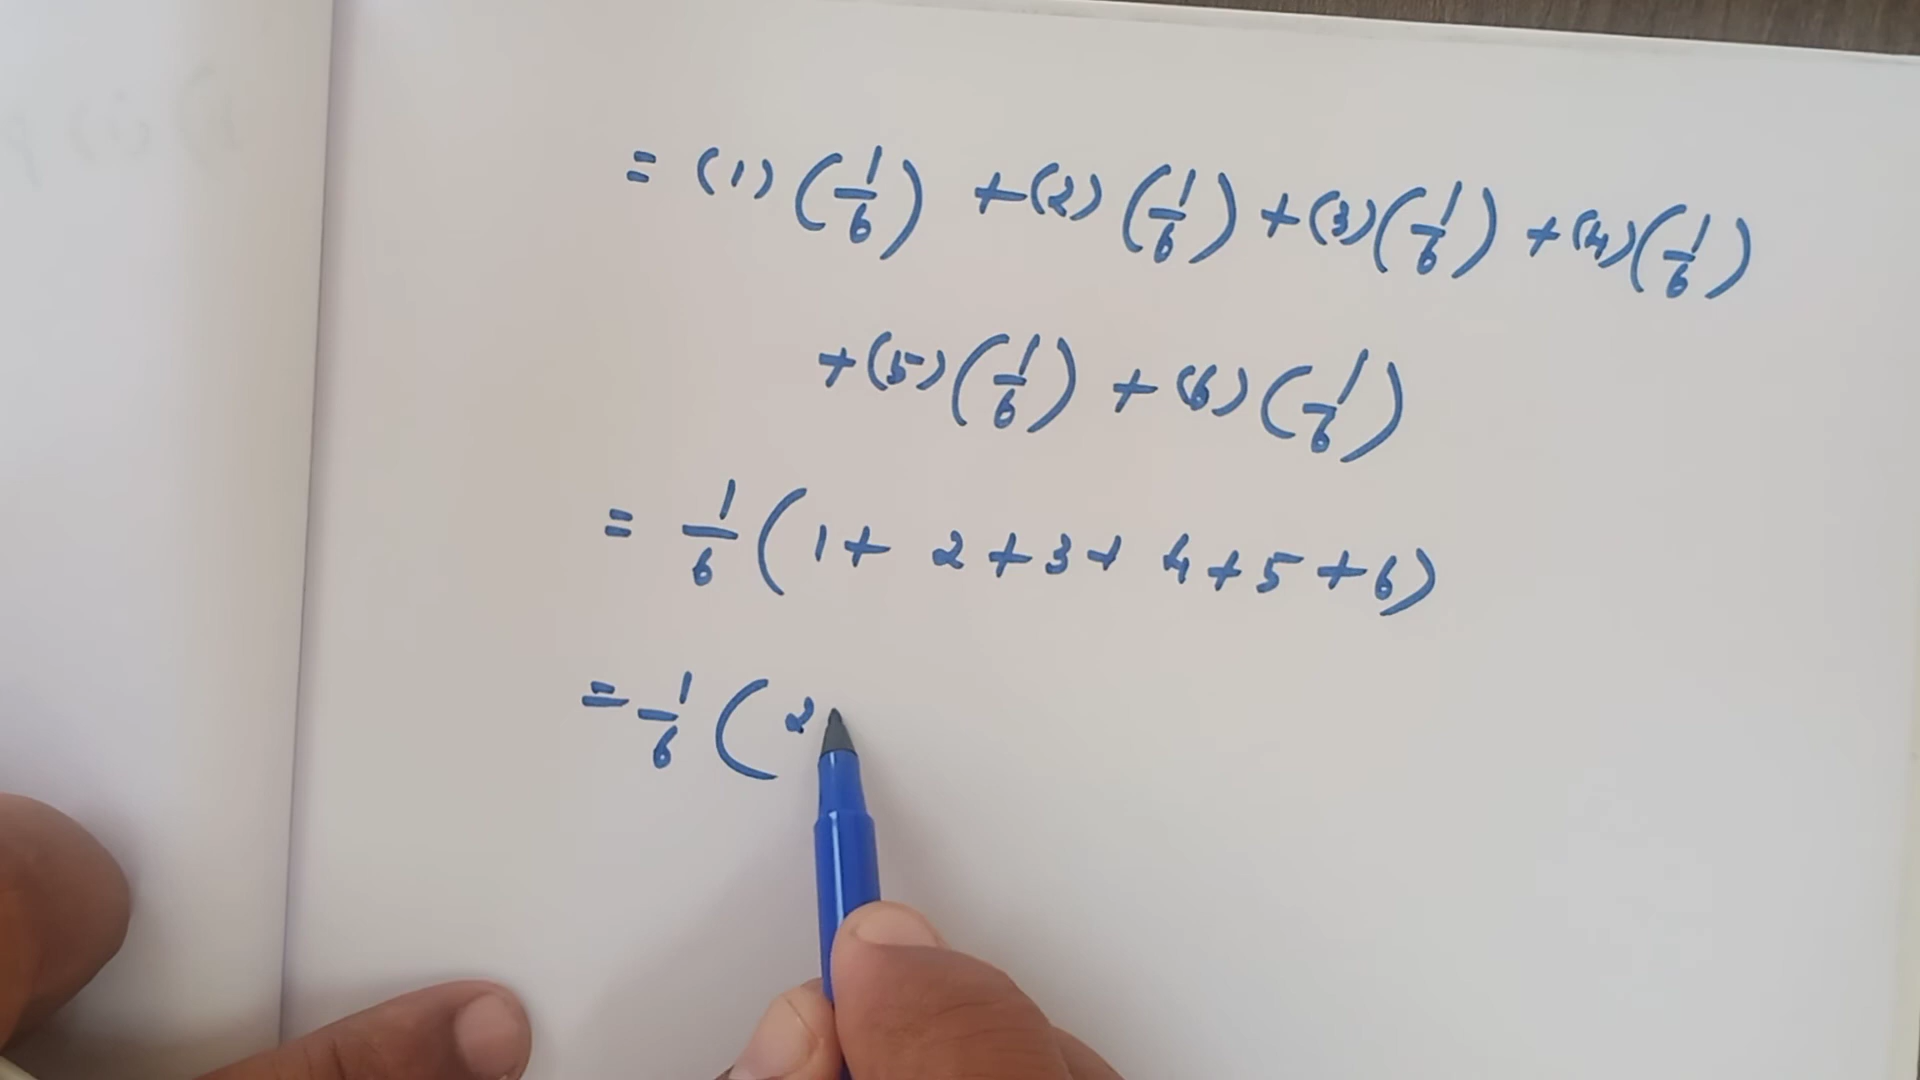 = (1) (1/6) + (2) (1/6) + (3) (1/6) + (4) (1/6)
+ (5) (1/6) + (6) (1/6)
= 1/6 (1 + 2 + 3 + 4 + 5 + 6)
= 1/6 ( 2